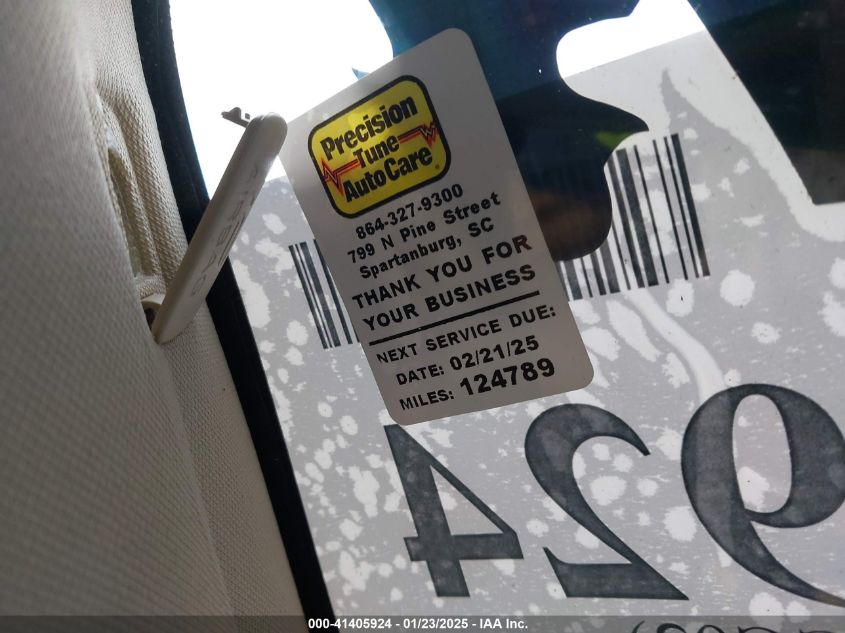 Precision
Tune
Auto Care®
864-327-9300
799 N Pine Street
Spartanburg, SC
THANK YOU FOR
YOUR BUSINESS
NEXT SERVICE DUE:
DATE: 02/21/25
MILES: 124789
AIRBAG
924
000-41405924 - 01/23/2025 - IAA Inc.